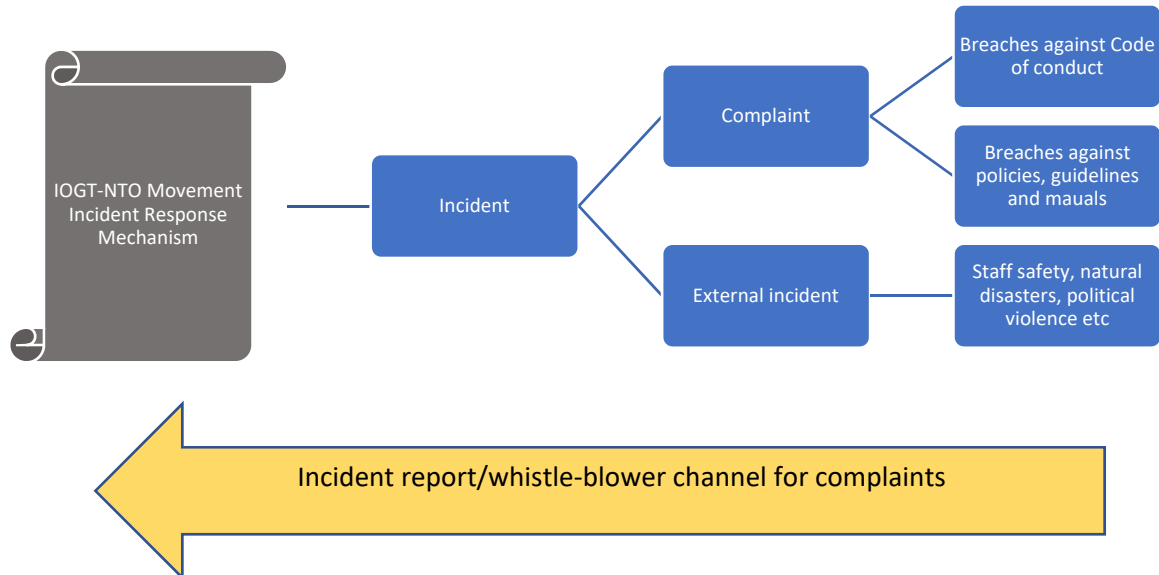 IOGT-NTO Movement
Incident Response
Mechanism
Incident
Complaint
External incident
Breaches against Code
of conduct
Breaches against
policies, guidelines
and mauals
Staff safety, natural
disasters, political
violence etc
Incident report/whistle-blower channel for complaints